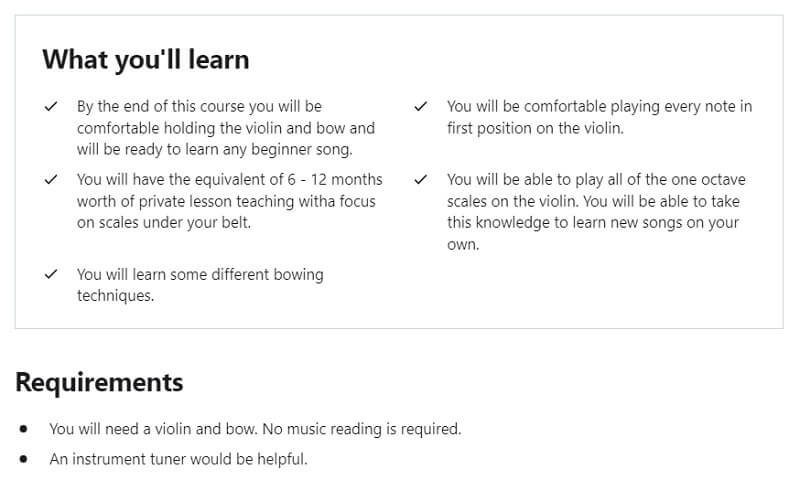 What you'll learn
By the end of this course you will be
comfortable holding the violin and bow and
will be ready to learn any beginner song.
You will be comfortable playing every note in
first position on the violin.
You will have the equivalent of 6 - 12 months
worth of private lesson teaching witha focus
on scales under your belt.
You will be able to play all of the one octave
scales on the violin. You will be able to take
this knowledge to learn new songs on your
own.
You will learn some different bowing
techniques.
Requirements
You will need a violin and bow. No music reading is required.
An instrument tuner would be helpful.